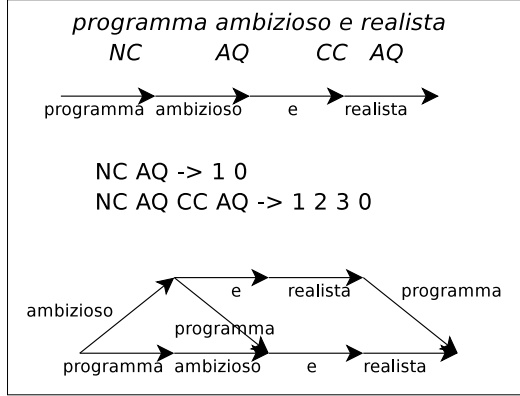 programma ambizioso e realista
NC AQ CC AQ
programma ambizioso e realista
NC AQ -> 1 0
NC AQ CC AQ -> 1 2 3 0
e realista programma
ambizioso
programma
programma ambizioso e realista